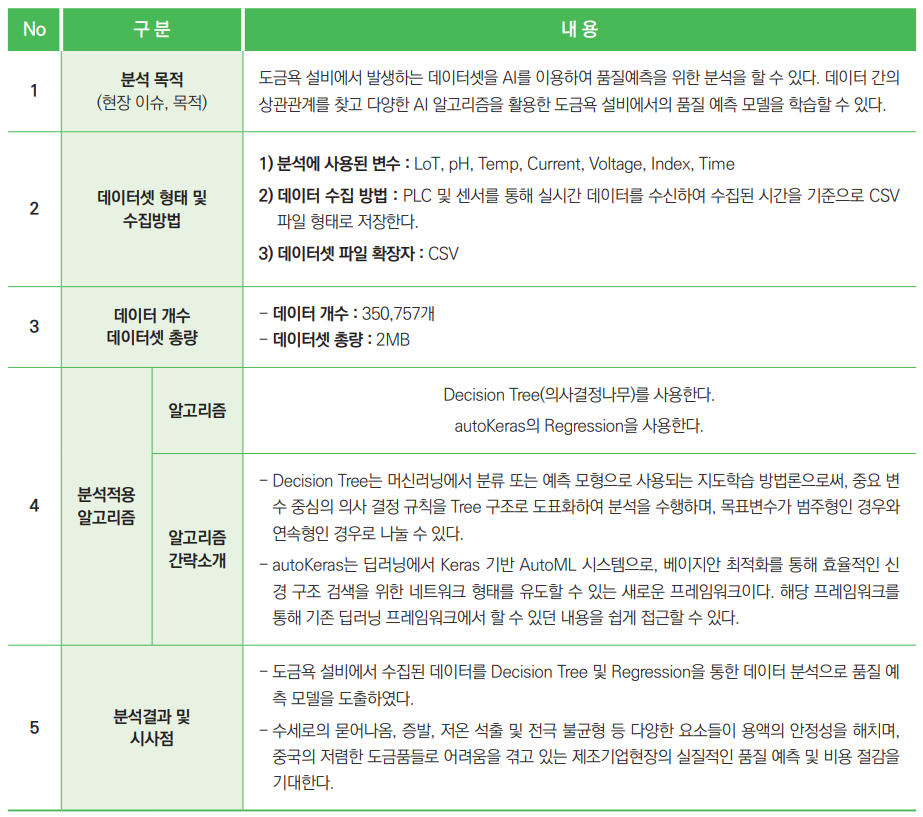 No 구 분 내 용
1
분석 목적
(현장 이슈, 목적)
도금욕 설비에서 발생하는 데이터셋을 AI를 이용하여 품질예측을 위한 분석을 할 수 있다. 데이터 간의
상관관계를 찾고 다양한 AI 알고리즘을 활용한 도금욕 설비에서의 품질 예측 모델을 학습할 수 있다.
2
데이터셋 형태 및
수집방법
1) 분석에 사용된 변수 : LoT, pH, Temp, Current, Voltage, Index, Time
2) 데이터 수집 방법 : PLC 및 센서를 통해 실시간 데이터를 수신하여 수집된 시간을 기준으로 CSV
파일 형태로 저장한다.
3) 데이터셋 파일 확장자 : CSV
3
데이터 개수
데이터셋 총량
– 데이터 개수 : 350,757개
– 데이터셋 총량 : 2MB
4
분석적용
알고리즘
알고리즘
Decision Tree(의사결정나무)를 사용한다.
autoKeras의 Regression을 사용한다.
알고리즘
간략소개
– Decision Tree는 머신러닝에서 분류 또는 예측 모형으로 사용되는 지도학습 방법론으로써, 중요 변
수 중심의 의사 결정 규칙을 Tree 구조로 도표화하여 분석을 수행하며, 목표변수가 범주형인 경우와
연속형인 경우로 나눌 수 있다.
– autoKeras는 딥러닝에서 Keras 기반 AutoML 시스템으로, 베이지안 최적화를 통해 효율적인 신
경 구조 검색을 위한 네트워크 형태를 유도할 수 있는 새로운 프레임워크이다. 해당 프레임워크를
통해 기존 딥러닝 프레임워크에서 할 수 있던 내용을 쉽게 접근할 수 있다.
5
분석결과 및
시사점
– 도금욕 설비에서 수집된 데이터를 Decision Tree 및 Regression을 통한 데이터 분석으로 품질 예
측 모델을 도출하였다.
– 수세로의 묻어나옴, 증발, 저온 석출 및 전극 불균형 등 다양한 요소들이 용액의 안정성을 해치며,
중국의 저렴한 도금품들로 어려움을 겪고 있는 제조기업현장의 실질적인 품질 예측 및 비용 절감을
기대한다.